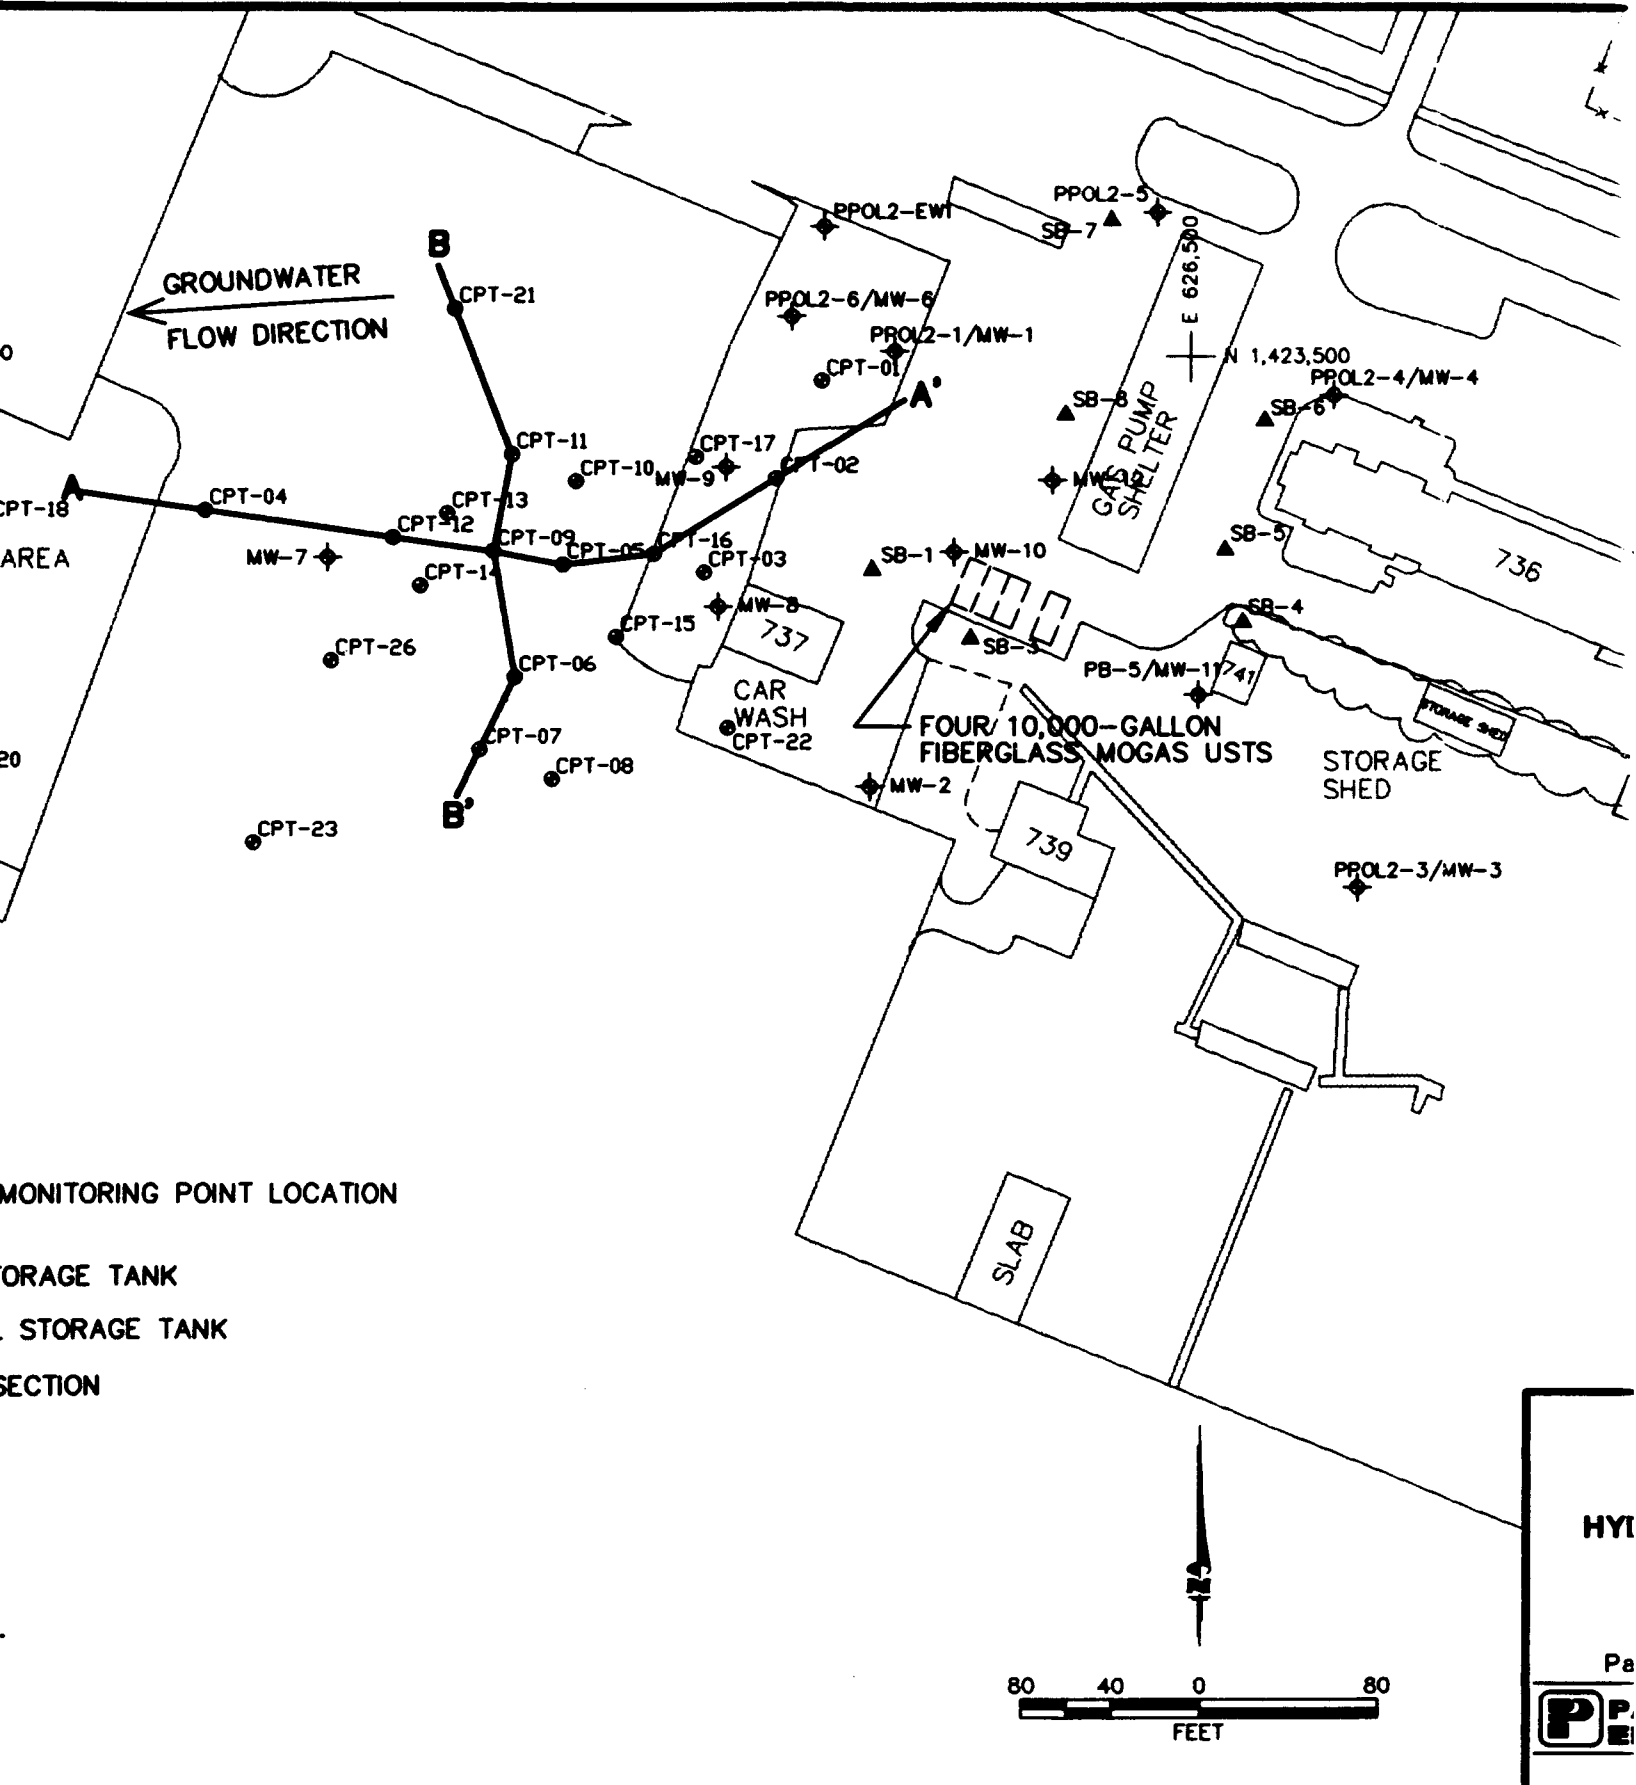 PPOL2-EW1
PPOL2-5
SB-7
E 626,500
B
GROUNDWATER
FLOW DIRECTION
CPT-21
PPOL2-6/MW-6
PPOL2-1/MW-1
N 1,423,500
CPT-01
PPOL2-4/MW-4
A'
SB-8
SB-6
GAS PUMP
SHELTER
CPT-11
CPT-17
CPT-10
MW-9
CPT-02
A
CPT-18
CPT-04
CPT-13
CPT-12
CPT-09
CPT-05
CPT-16
CPT-03
SB-1
MW-10
SB-5
736
AREA
MW-7
CPT-14
MW-8
SB-4
CPT-15
737
SB-3
CPT-26
CPT-06
PB-5/MW-11
741
CAR
WASH
CPT-22
STORAGE SHED
FOUR 10,000-GALLON
FIBERGLASS MOGAS USTS
CPT-07
CPT-08
20
STORAGE
SHED
MW-2
B'
CPT-23
739
PPOL2-3/MW-3
MONITORING POINT LOCATION
SLAB
STORAGE TANK
SECTION
80 40 0 80
FEET